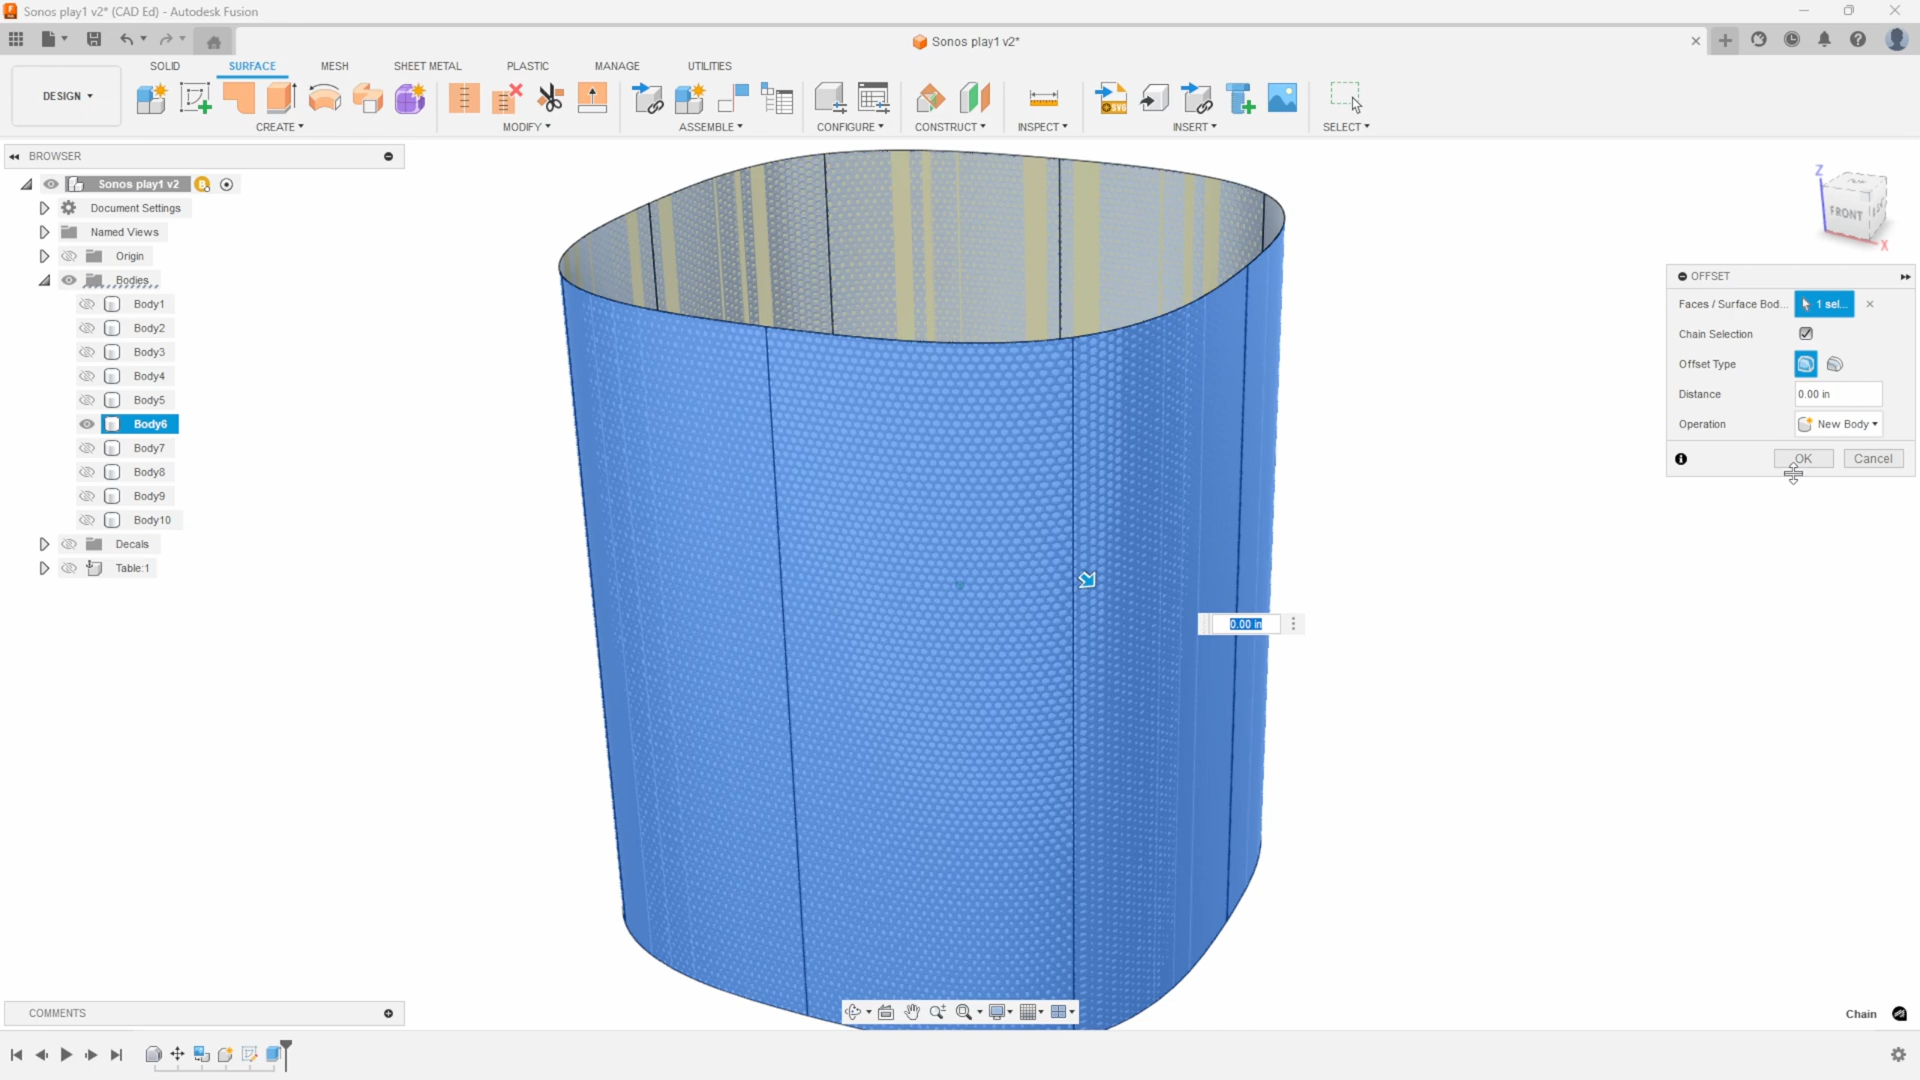 Sonos play1 v2* (CAD Ed) - Autodesk Fusion
Sonos play1 v2*
DESIGN
SOLID
SURFACE
MESH
SHEET METAL
PLASTIC
MANAGE
UTILITIES
CREATE
MODIFY
ASSEMBLE
CONFIGURE
CONSTRUCT
INSPECT
INSERT
SELECT
BROWSER
Sonos play1 v2
Document Settings
Named Views
Origin
Bodies
Body1
Body2
Body3
Body4
Body5
Body6
Body7
Body8
Body9
Body10
Decals
Table:1
Z
FRONT
X
OFFSET
Faces / Surface Bod... 1 sel...
Chain Selection
Offset Type
Distance 0.00 in
Operation New Body
OK Cancel
0.00 in
COMMENTS
Chain